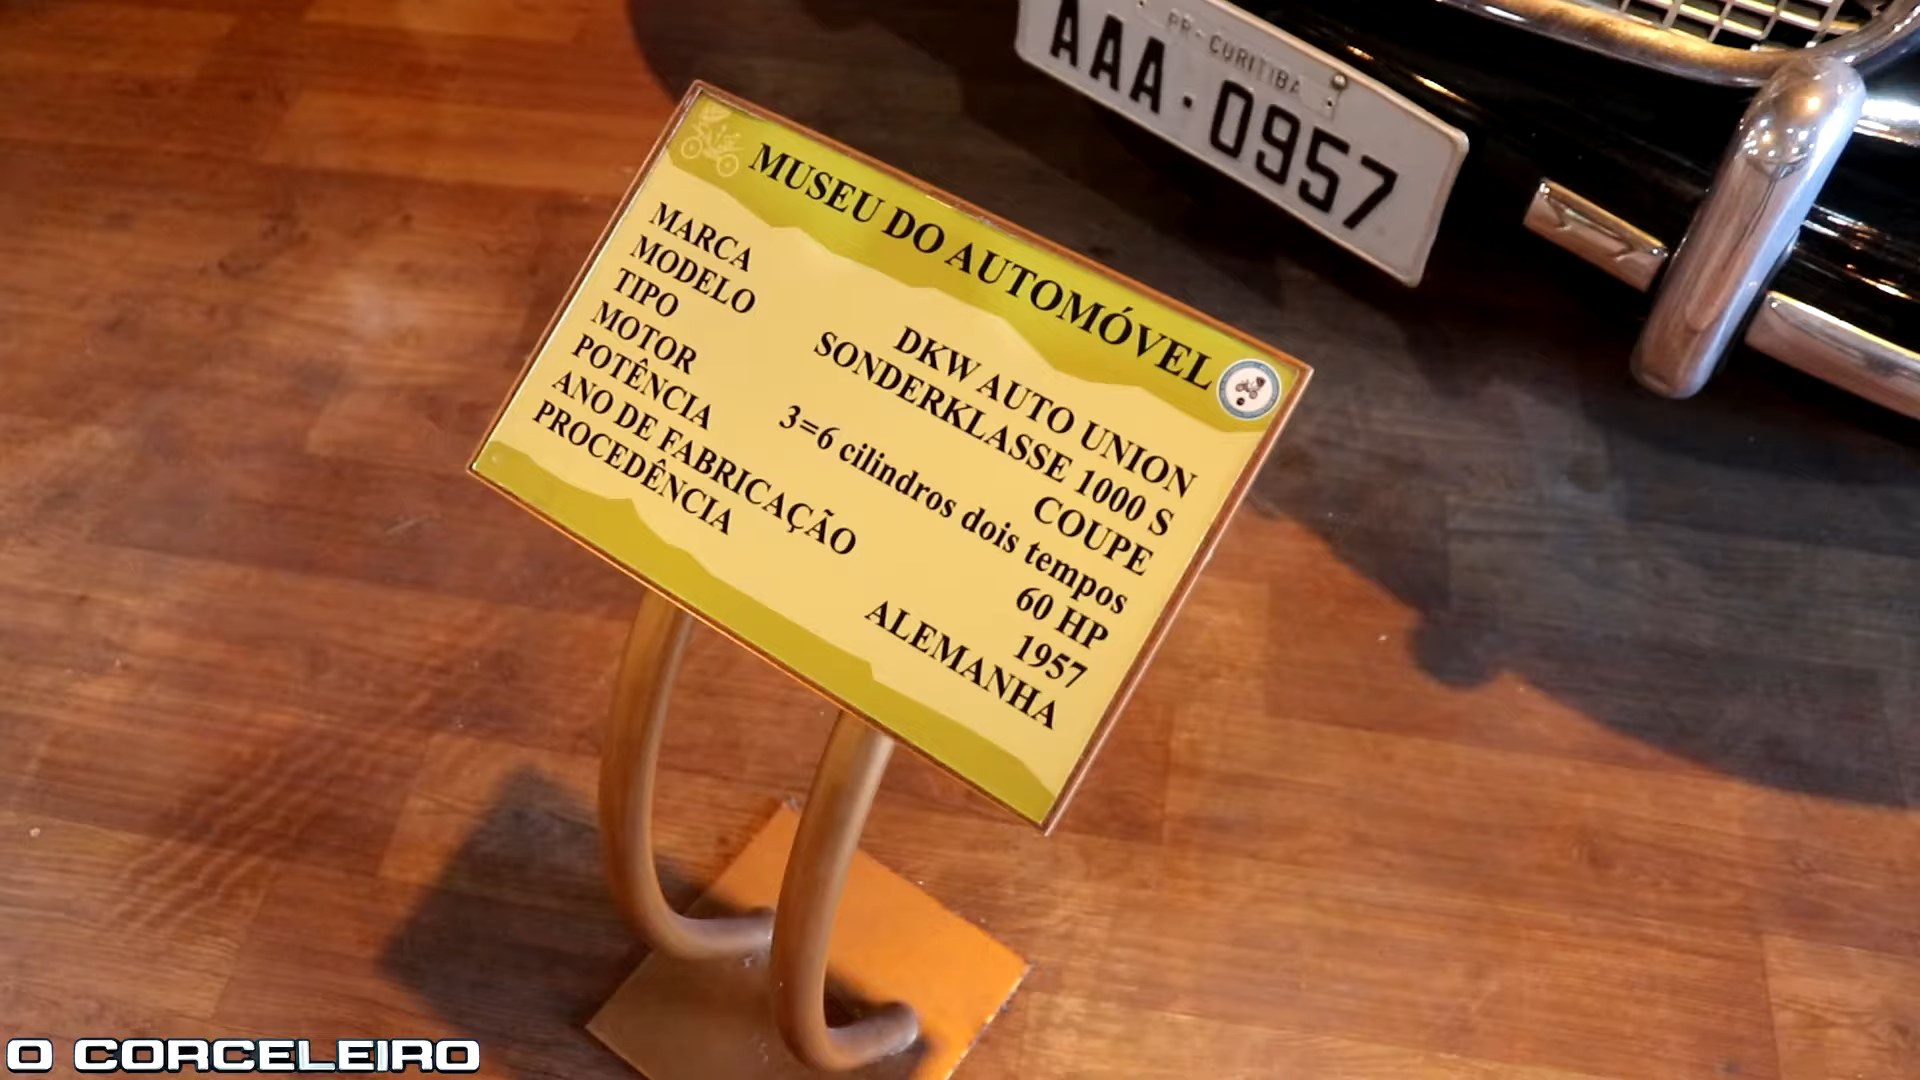 PR - CURITIBA
AAA·0957
MUSEU DO AUTOMÓVEL
MARCA DKW AUTO UNION
MODELO SONDERKLASSE 1000 S
TIPO COUPE
MOTOR 3=6 cilindros dois tempos
POTÊNCIA 60 HP
ANO DE FABRICAÇÃO 1957
PROCEDÊNCIA ALEMANHA
O CORCELEIRO